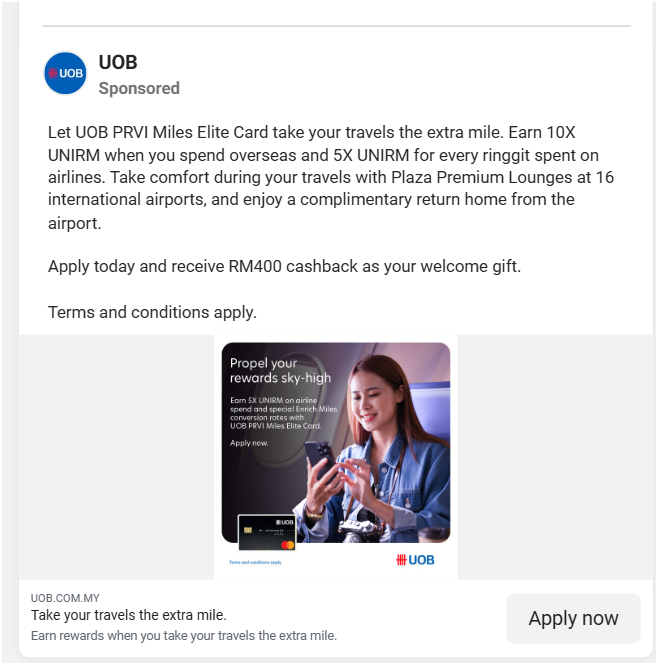 UOB
UOB
Sponsored
Let UOB PRVI Miles Elite Card take your travels the extra mile. Earn 10X
UNIRM when you spend overseas and 5X UNIRM for every ringgit spent on
airlines. Take comfort during your travels with Plaza Premium Lounges at 16
international airports, and enjoy a complimentary return home from the
airport.
Apply today and receive RM400 cashback as your welcome gift.
Terms and conditions apply.
Propel your
rewards sky-high
Earn 5X UNIRM on airline
spend and special Enrich Miles
conversion rates with
UOB PRVI Miles Elite Card.
Apply now.
UOB
Terms and conditions apply.
UOB
UOB.COM.MY
Take your travels the extra mile.
Earn rewards when you take your travels the extra mile.
Apply now